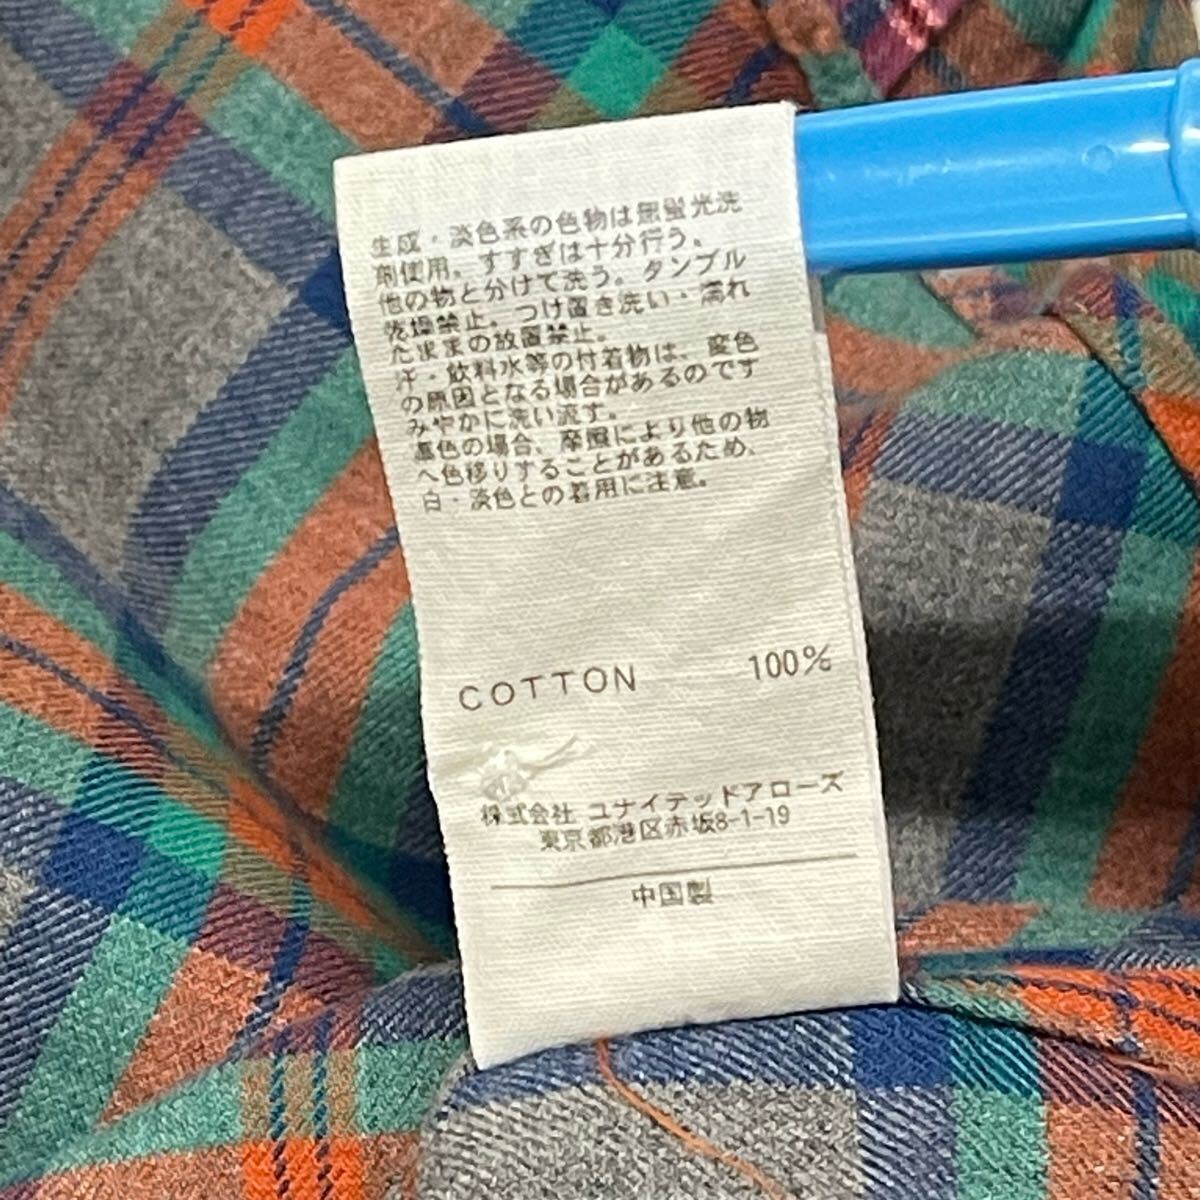 生成・淡色系の色物は無蛍光洗
剤使用。すすぎは十分行う。
他の物と分けて洗う。タンブル
乾燥禁止。つけ置き洗い・濡れ
たままの放置禁止。
汗・飲料水等の付着物は、変色
の原因となる場合があるのです
みやかに洗い流す。
濃色の場合、摩擦により他の物
へ色移りすることがあるため、
白・淡色との着用に注意。
COTTON 100%
株式会社 ユナイテッドアローズ
東京都港区赤坂8-1-19
中国製